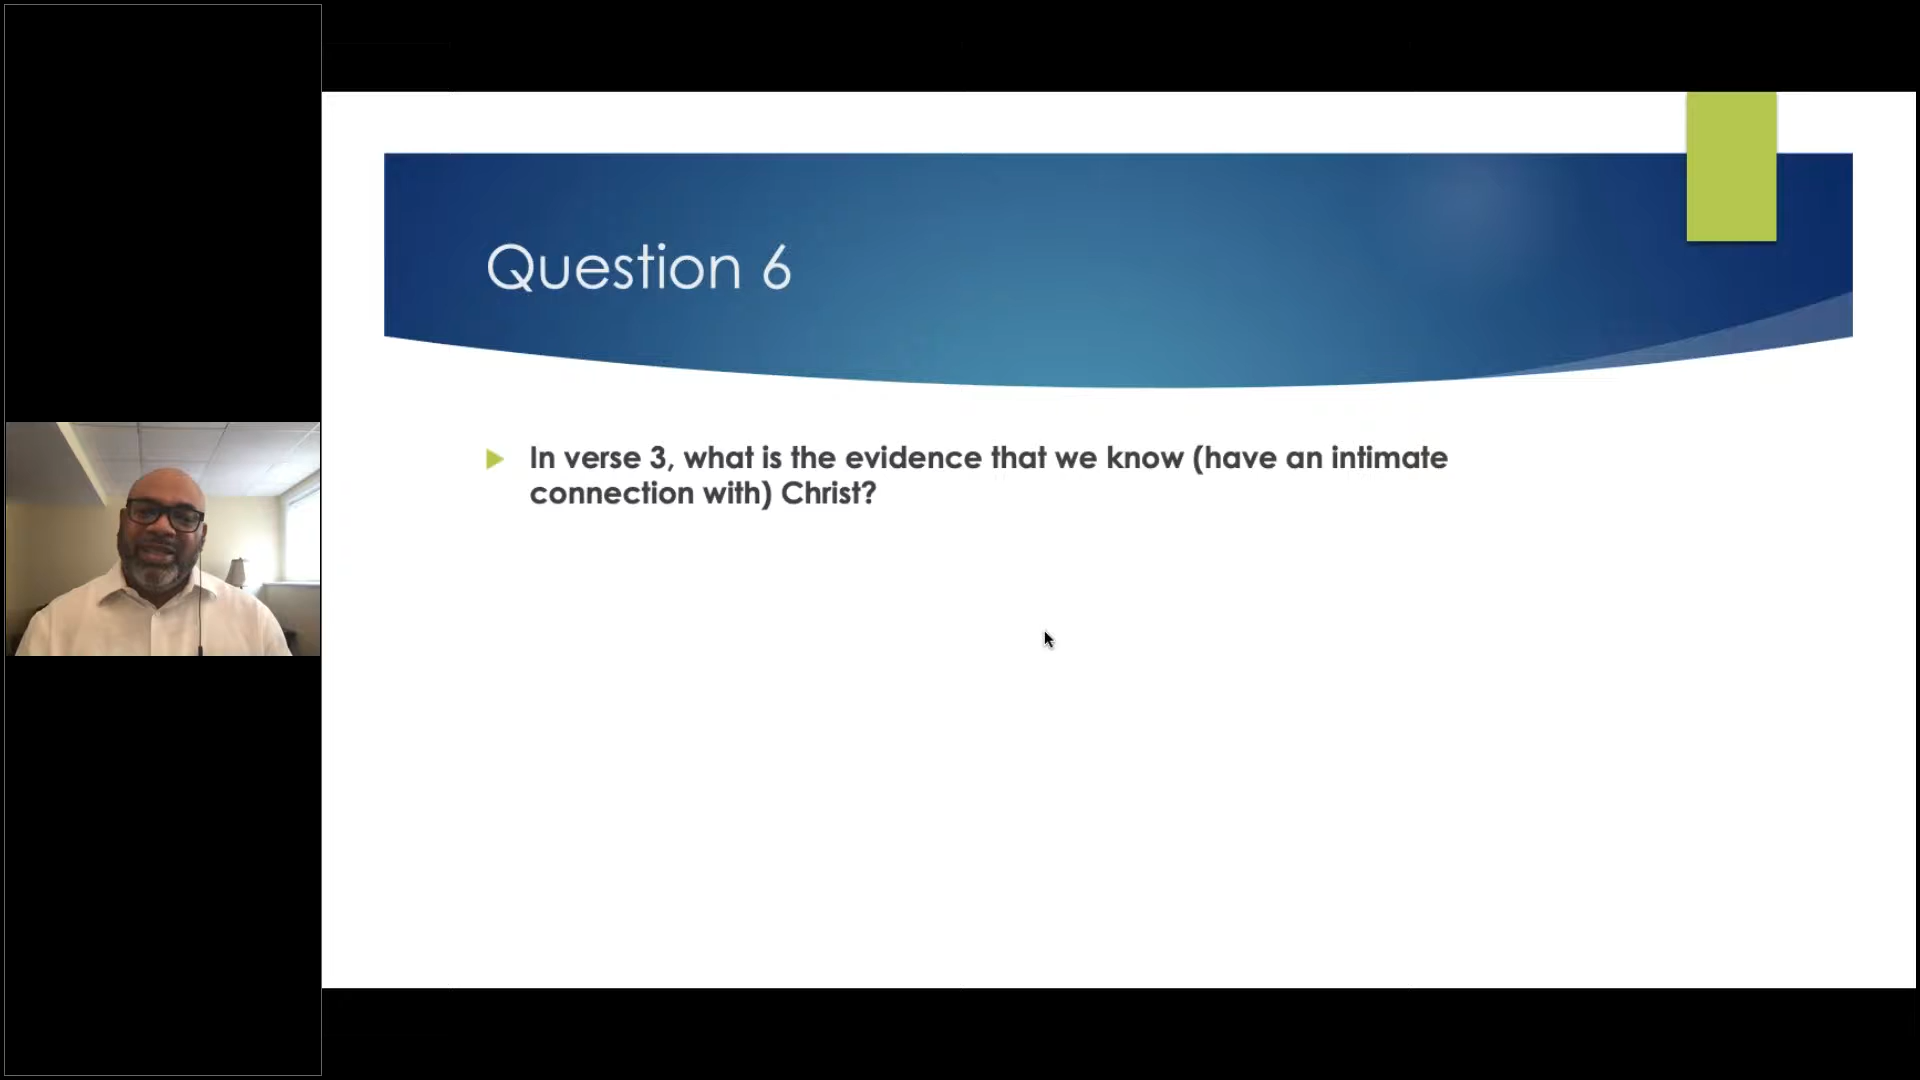 Question 6
In verse 3, what is the evidence that we know (have an intimate
connection with) Christ?